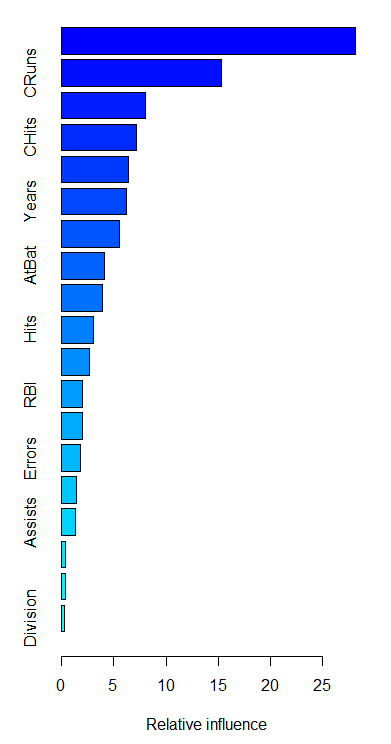 CRuns
CHits
Years
AtBat
Hits
RBI
Errors
Assists
Division
0 5 10 15 20 25
Relative influence